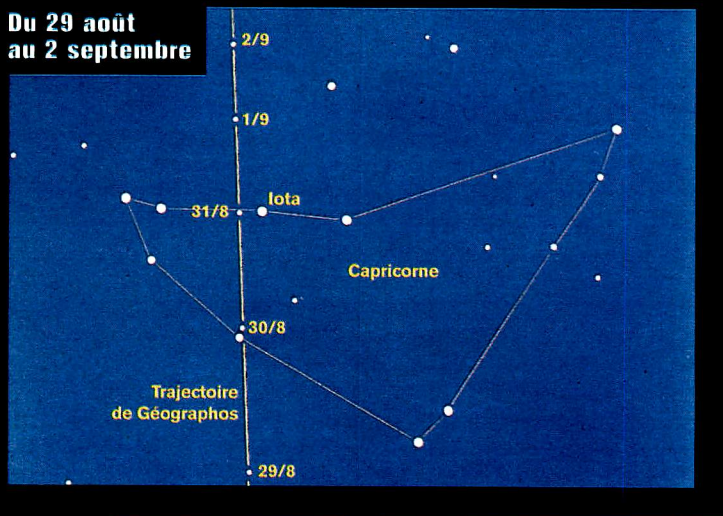 Du 29 août
au 2 septembre
2/9
1/9
Iota
31/8
Capricorne
30/8
Trajectoire
de Géographos
29/8